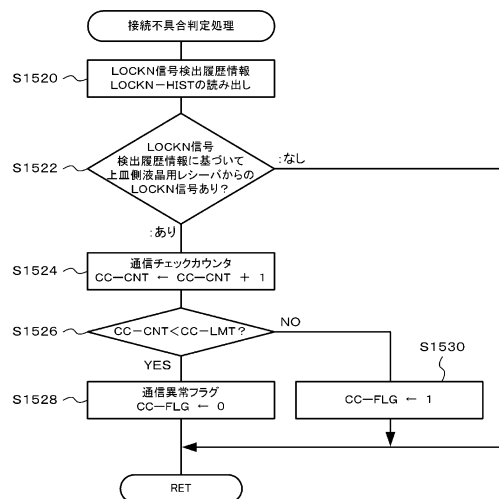 接続不具合判定処理
S1520
LOCKN信号検出履歴情報
LOCKN－HISTの読み出し
S1522
LOCKN信号
検出履歴情報に基づいて
上皿側液晶用レシーバからの
LOCKN信号あり？
：なし
：あり
S1524
通信チェックカウンタ
CC－CNT ← CC－CNT + 1
S1526
CC－CNT＜CC－LMT？
NO
YES
S1530
S1528
通信異常フラグ
CC－FLG ← 0
CC－FLG ← 1
RET